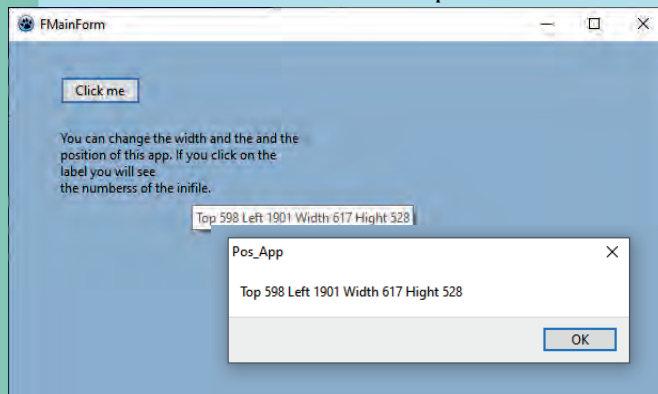 FMainForm
Click me
You can change the width and the and the
position of this app. If you click on the
label you will see
the numberss of the inifile.
Top 598 Left 1901 Width 617 Hight 528
Pos_App
Top 598 Left 1901 Width 617 Hight 528
OK